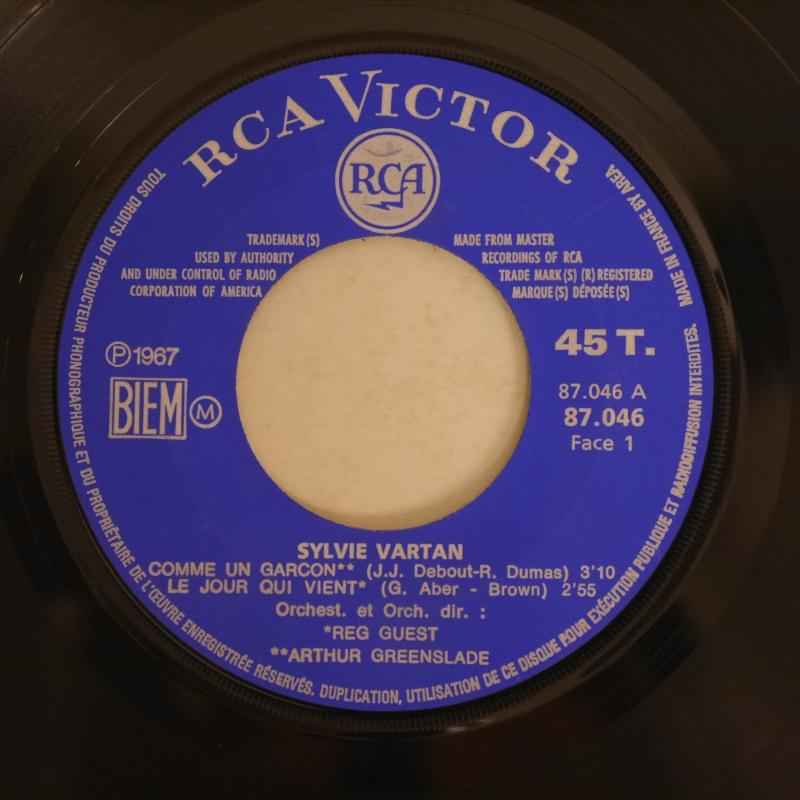 RCA VICTOR
RCA
TRADEMARK(S)
USED BY AUTHORITY
AND UNDER CONTROL OF RADIO
CORPORATION OF AMERICA
MADE FROM MASTER
RECORDINGS OF RCA
TRADE MARK(S) (R) REGISTERED
MARQUE(S) DÉPOSÉE(S)
℗ 1967
BIEM M
45 T.
87.046 A
87.046
Face 1
SYLVIE VARTAN
COMME UN GARCON** (J.J. Debout-R. Dumas) 3'10
LE JOUR QUI VIENT* (G. Aber - Brown) 2'55
Orchest. et Orch. dir. :
*REG GUEST
**ARTHUR GREENSLADE
TOUS DROITS DU PRODUCTEUR PHONOGRAPHIQUE ET DU PROPRIÉTAIRE DE L'ŒUVRE ENREGISTRÉE RÉSERVÉS. DUPLICATION, UTILISATION DE CE DISQUE POUR EXÉCUTION PUBLIQUE ET RADIODIFFUSION INTERDITES. MADE IN FRANCE BY AREA